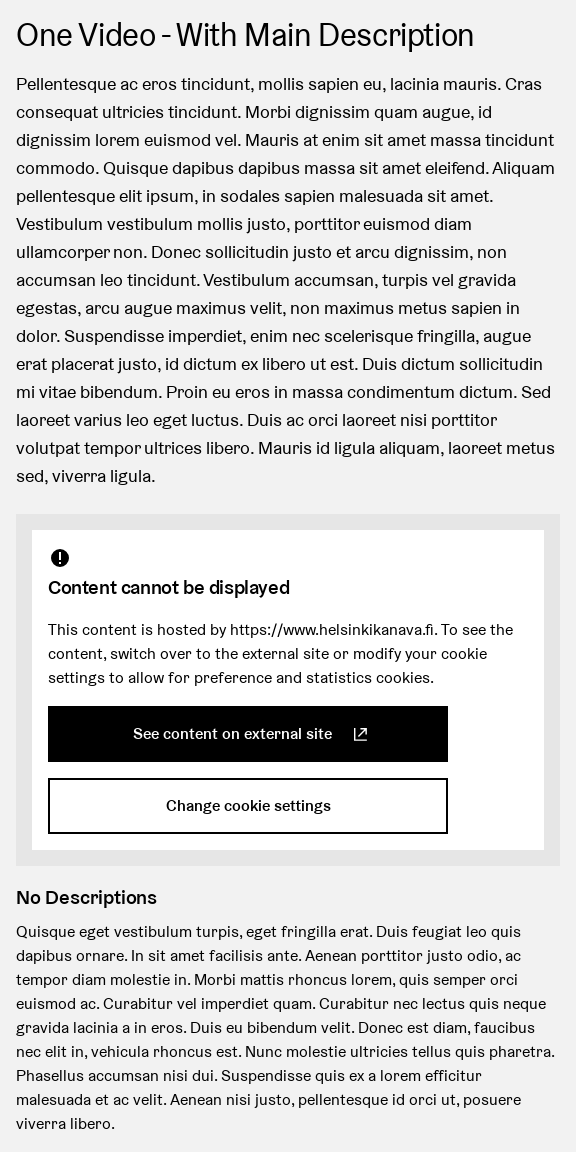 One Video - With Main Description
Pellentesque ac eros tincidunt, mollis sapien eu, lacinia mauris. Cras
consequat ultricies tincidunt. Morbi dignissim quam augue, id
dignissim lorem euismod vel. Mauris at enim sit amet massa tincidunt
commodo. Quisque dapibus dapibus massa sit amet eleifend. Aliquam
pellentesque elit ipsum, in sodales sapien malesuada sit amet.
Vestibulum vestibulum mollis justo, porttitor euismod diam
ullamcorper non. Donec sollicitudin justo et arcu dignissim, non
accumsan leo tincidunt. Vestibulum accumsan, turpis vel gravida
egestas, arcu augue maximus velit, non maximus metus sapien in
dolor. Suspendisse imperdiet, enim nec scelerisque fringilla, augue
erat placerat justo, id dictum ex libero ut est. Duis dictum sollicitudin
mi vitae bibendum. Proin eu eros in massa condimentum dictum. Sed
laoreet varius leo eget luctus. Duis ac orci laoreet nisi porttitor
volutpat tempor ultrices libero. Mauris id ligula aliquam, laoreet metus
sed, viverra ligula.
Content cannot be displayed
This content is hosted by https://www.helsinkikanava.fi. To see the
content, switch over to the external site or modify your cookie
settings to allow for preference and statistics cookies.
See content on external site
Change cookie settings
No Descriptions
Quisque eget vestibulum turpis, eget fringilla erat. Duis feugiat leo quis
dapibus ornare. In sit amet facilisis ante. Aenean porttitor justo odio, ac
tempor diam molestie in. Morbi mattis rhoncus lorem, quis semper orci
euismod ac. Curabitur vel imperdiet quam. Curabitur nec lectus quis neque
gravida lacinia a in eros. Duis eu bibendum velit. Donec est diam, faucibus
nec elit in, vehicula rhoncus est. Nunc molestie ultricies tellus quis pharetra.
Phasellus accumsan nisi dui. Suspendisse quis ex a lorem efficitur
malesuada et ac velit. Aenean nisi justo, pellentesque id orci ut, posuere
viverra libero.